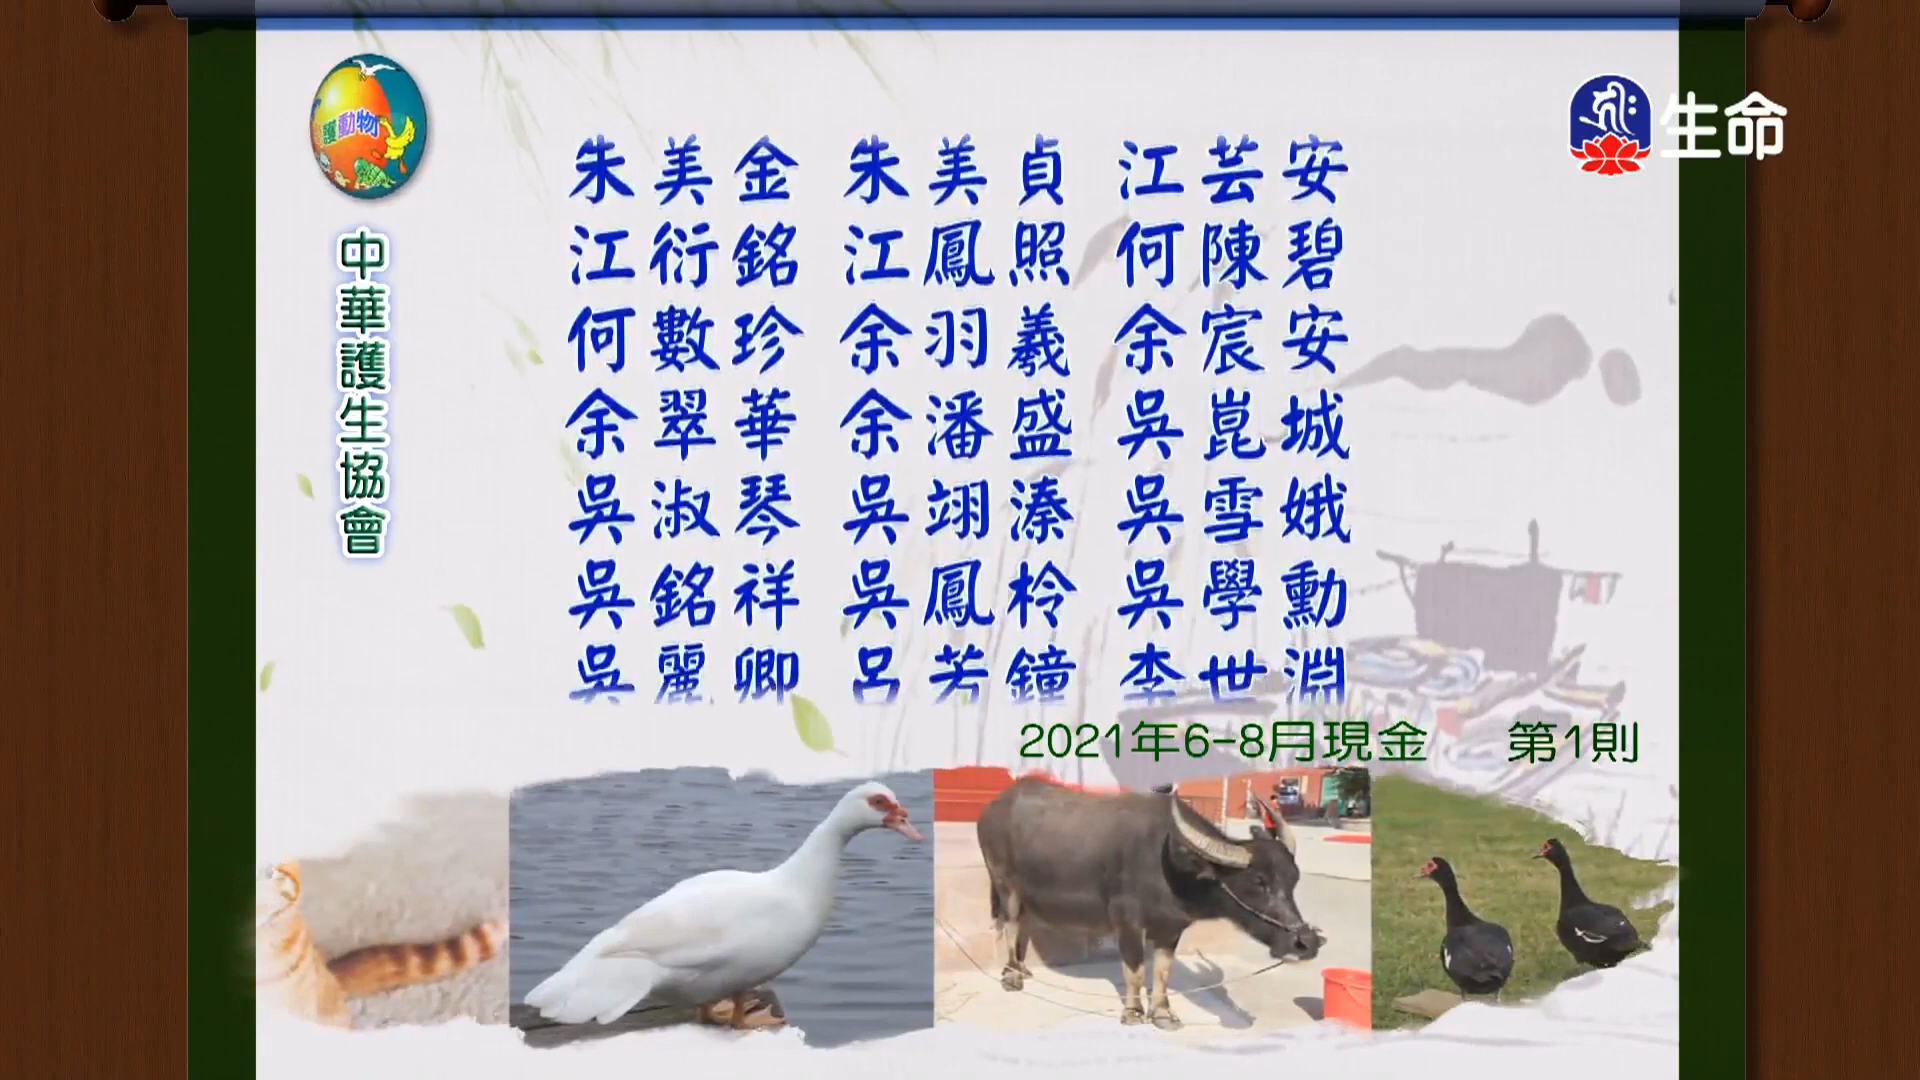 護動物
生命
中華護生協會
朱美金 朱美貞 江芸安
江衍銘 江鳳照 何陳碧
何數珍 余羽羲 余宸安
余翠華 余潘盛 吳崑城
吳淑琴 吳翊溱 吳雪娥
吳銘祥 吳鳳柃 吳學勳
吳麗卿 呂芳鐘 李世淵
2021年6-8月現金 第1則